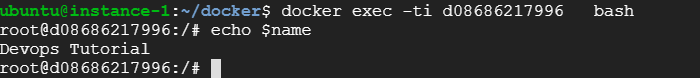 ubuntu@instance-1:~/docker$ docker exec -ti d08686217996   bash
root@d08686217996:/# echo $name
Devops Tutorial
root@d08686217996:/#